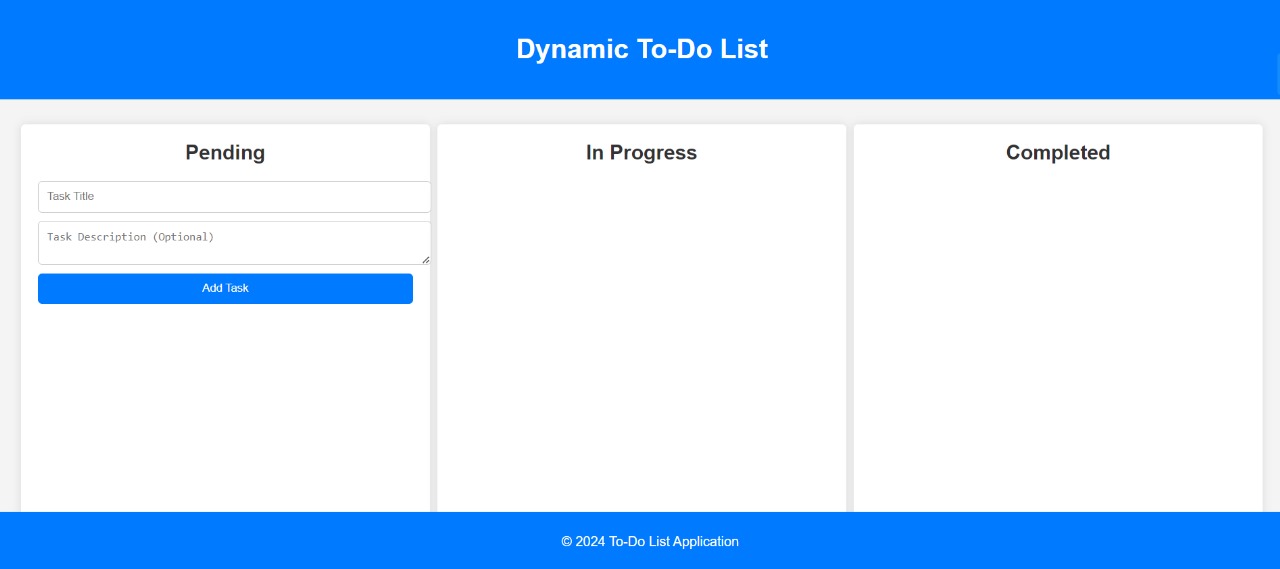 Dynamic To-Do List
Pending
Task Title
Task Description (Optional)
Add Task
In Progress
Completed
© 2024 To-Do List Application